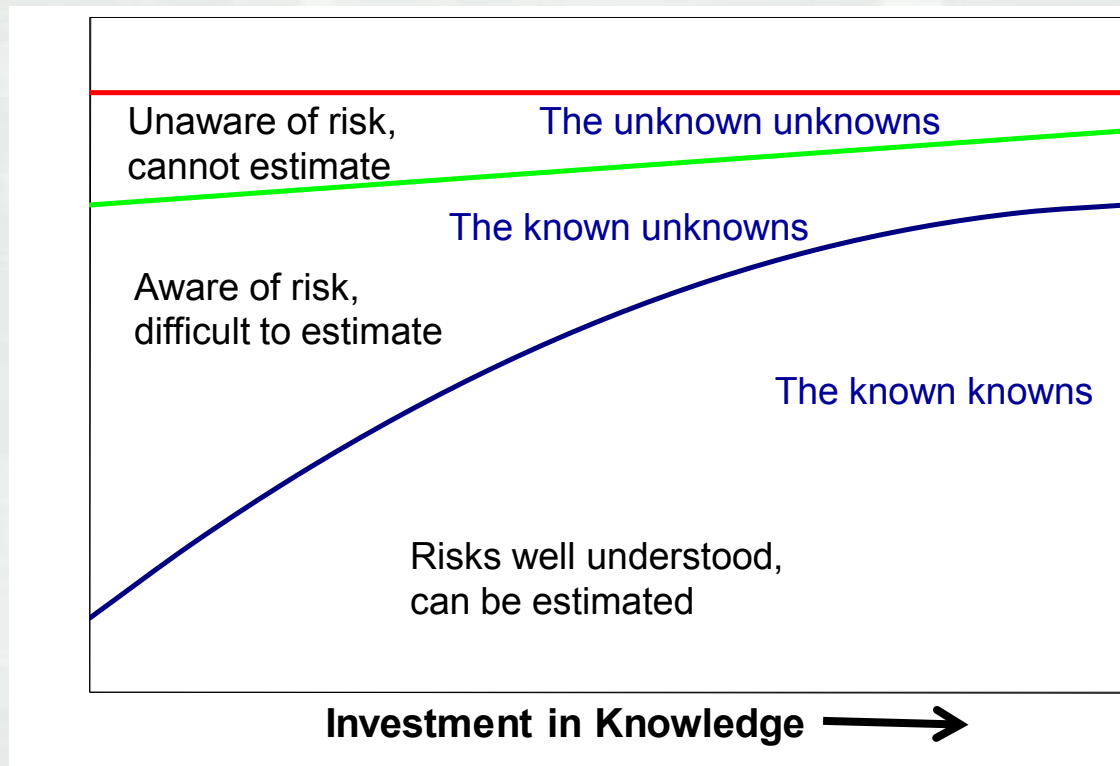 Unaware of risk,
cannot estimate
The unknown unknowns
The known unknowns
Aware of risk,
difficult to estimate
The known knowns
Risks well understood,
can be estimated
Investment in Knowledge